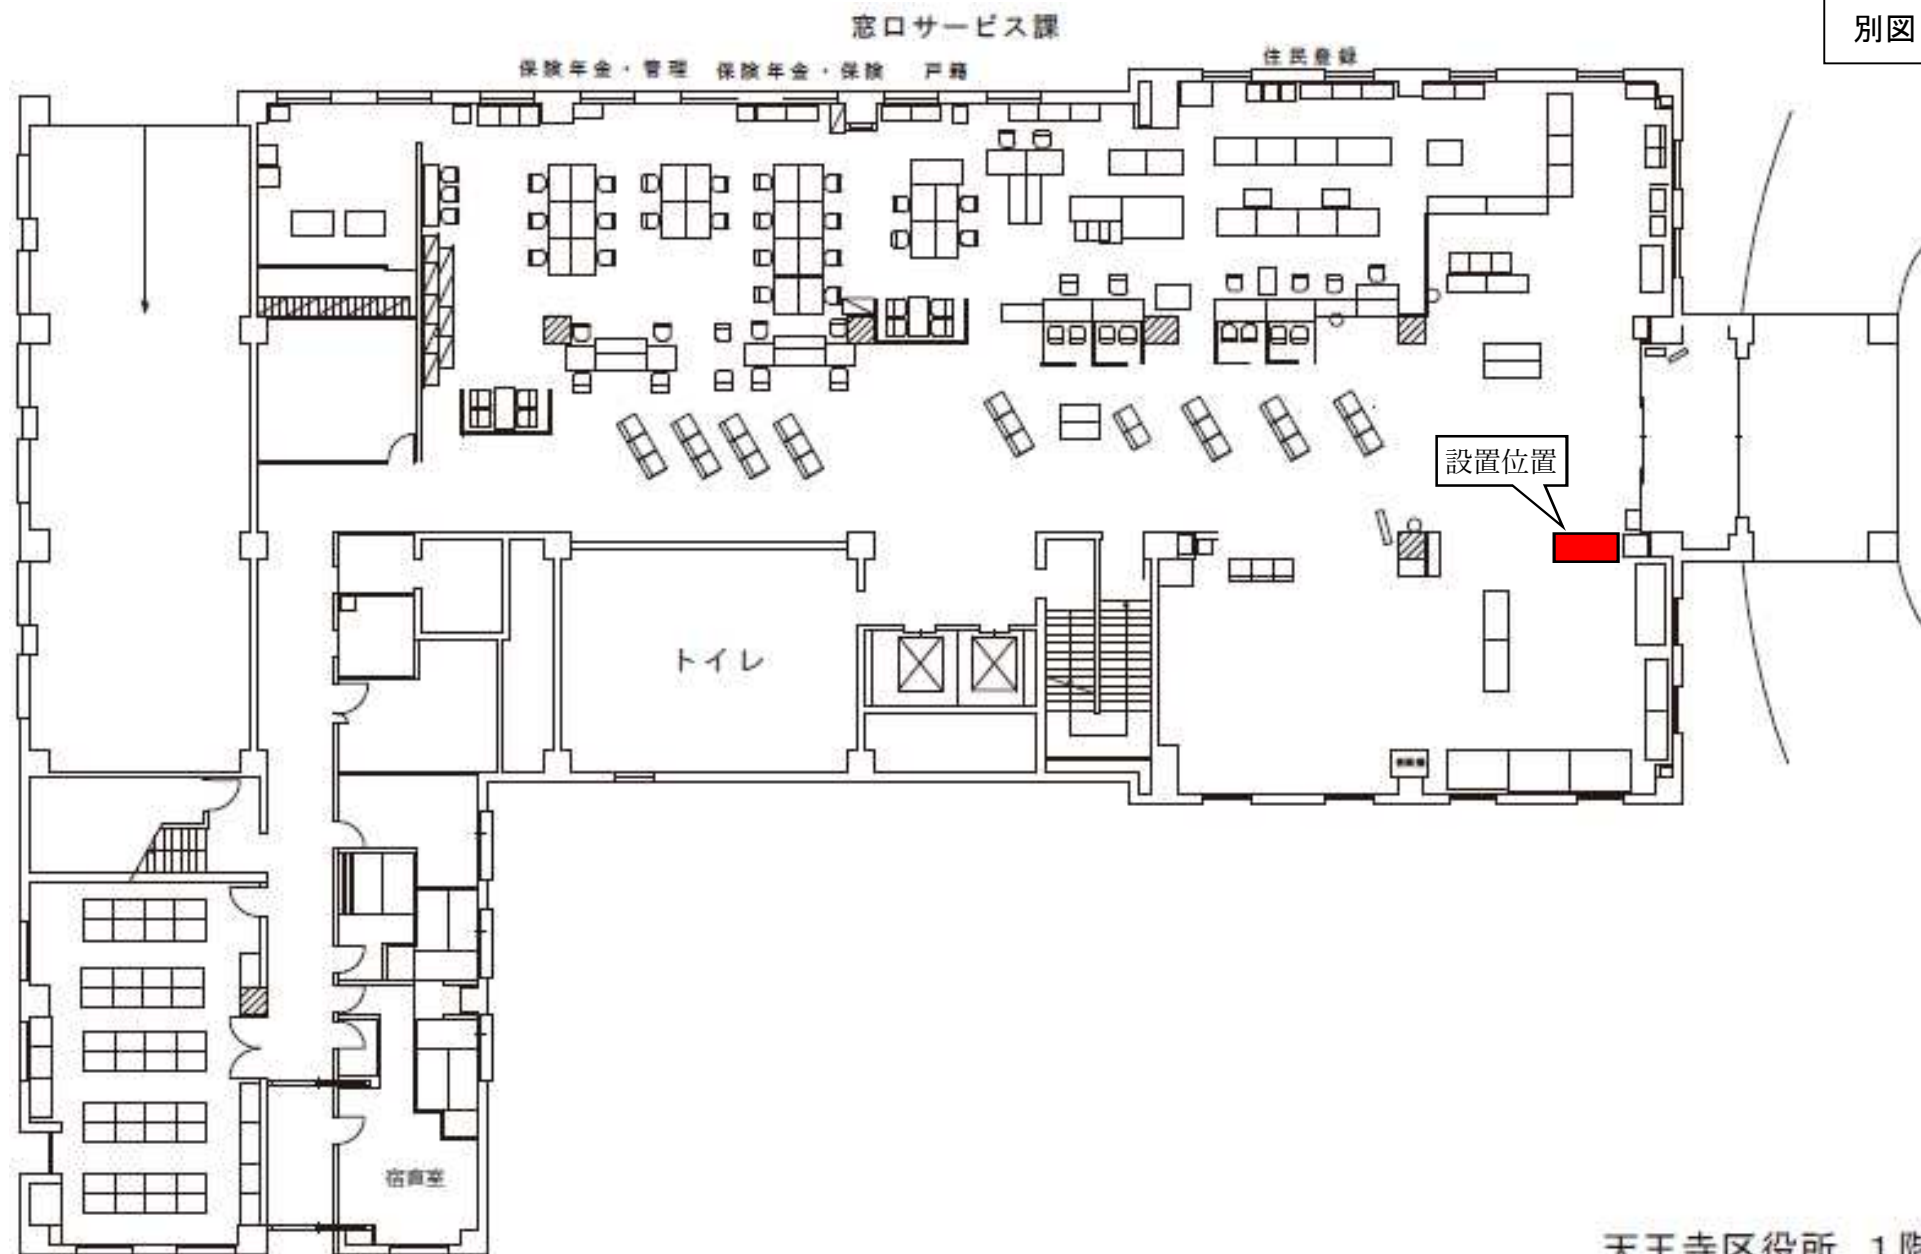 別図
窓口サービス課
保険年金・管理 保険年金・保険 戸籍
住民登録
設置位置
トイレ
宿直室
天王寺区役所 1階